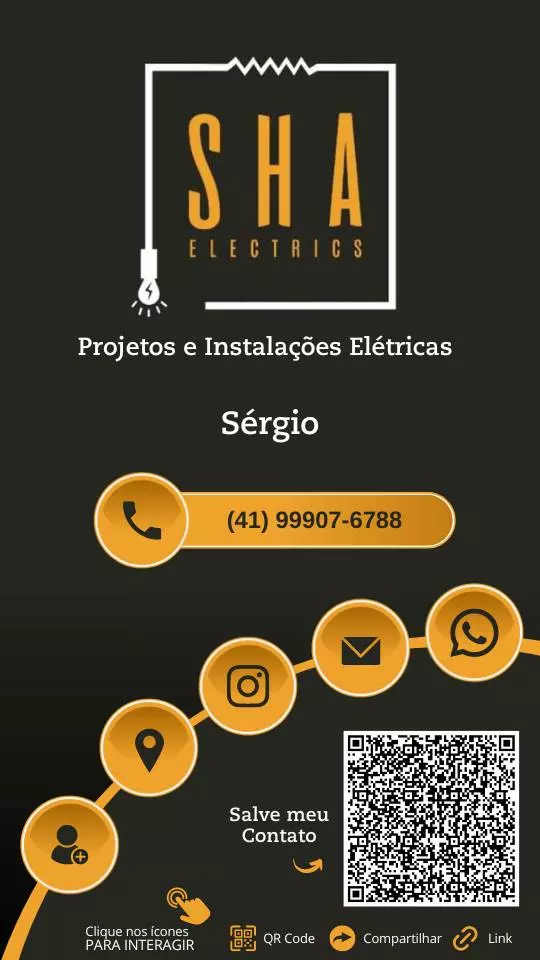 SHA
ELECTRICS
Projetos e Instalações Elétricas
Sérgio
(41) 99907-6788
Salve meu
Contato
Clique nos ícones
PARA INTERAGIR
QR Code
Compartilhar
Link